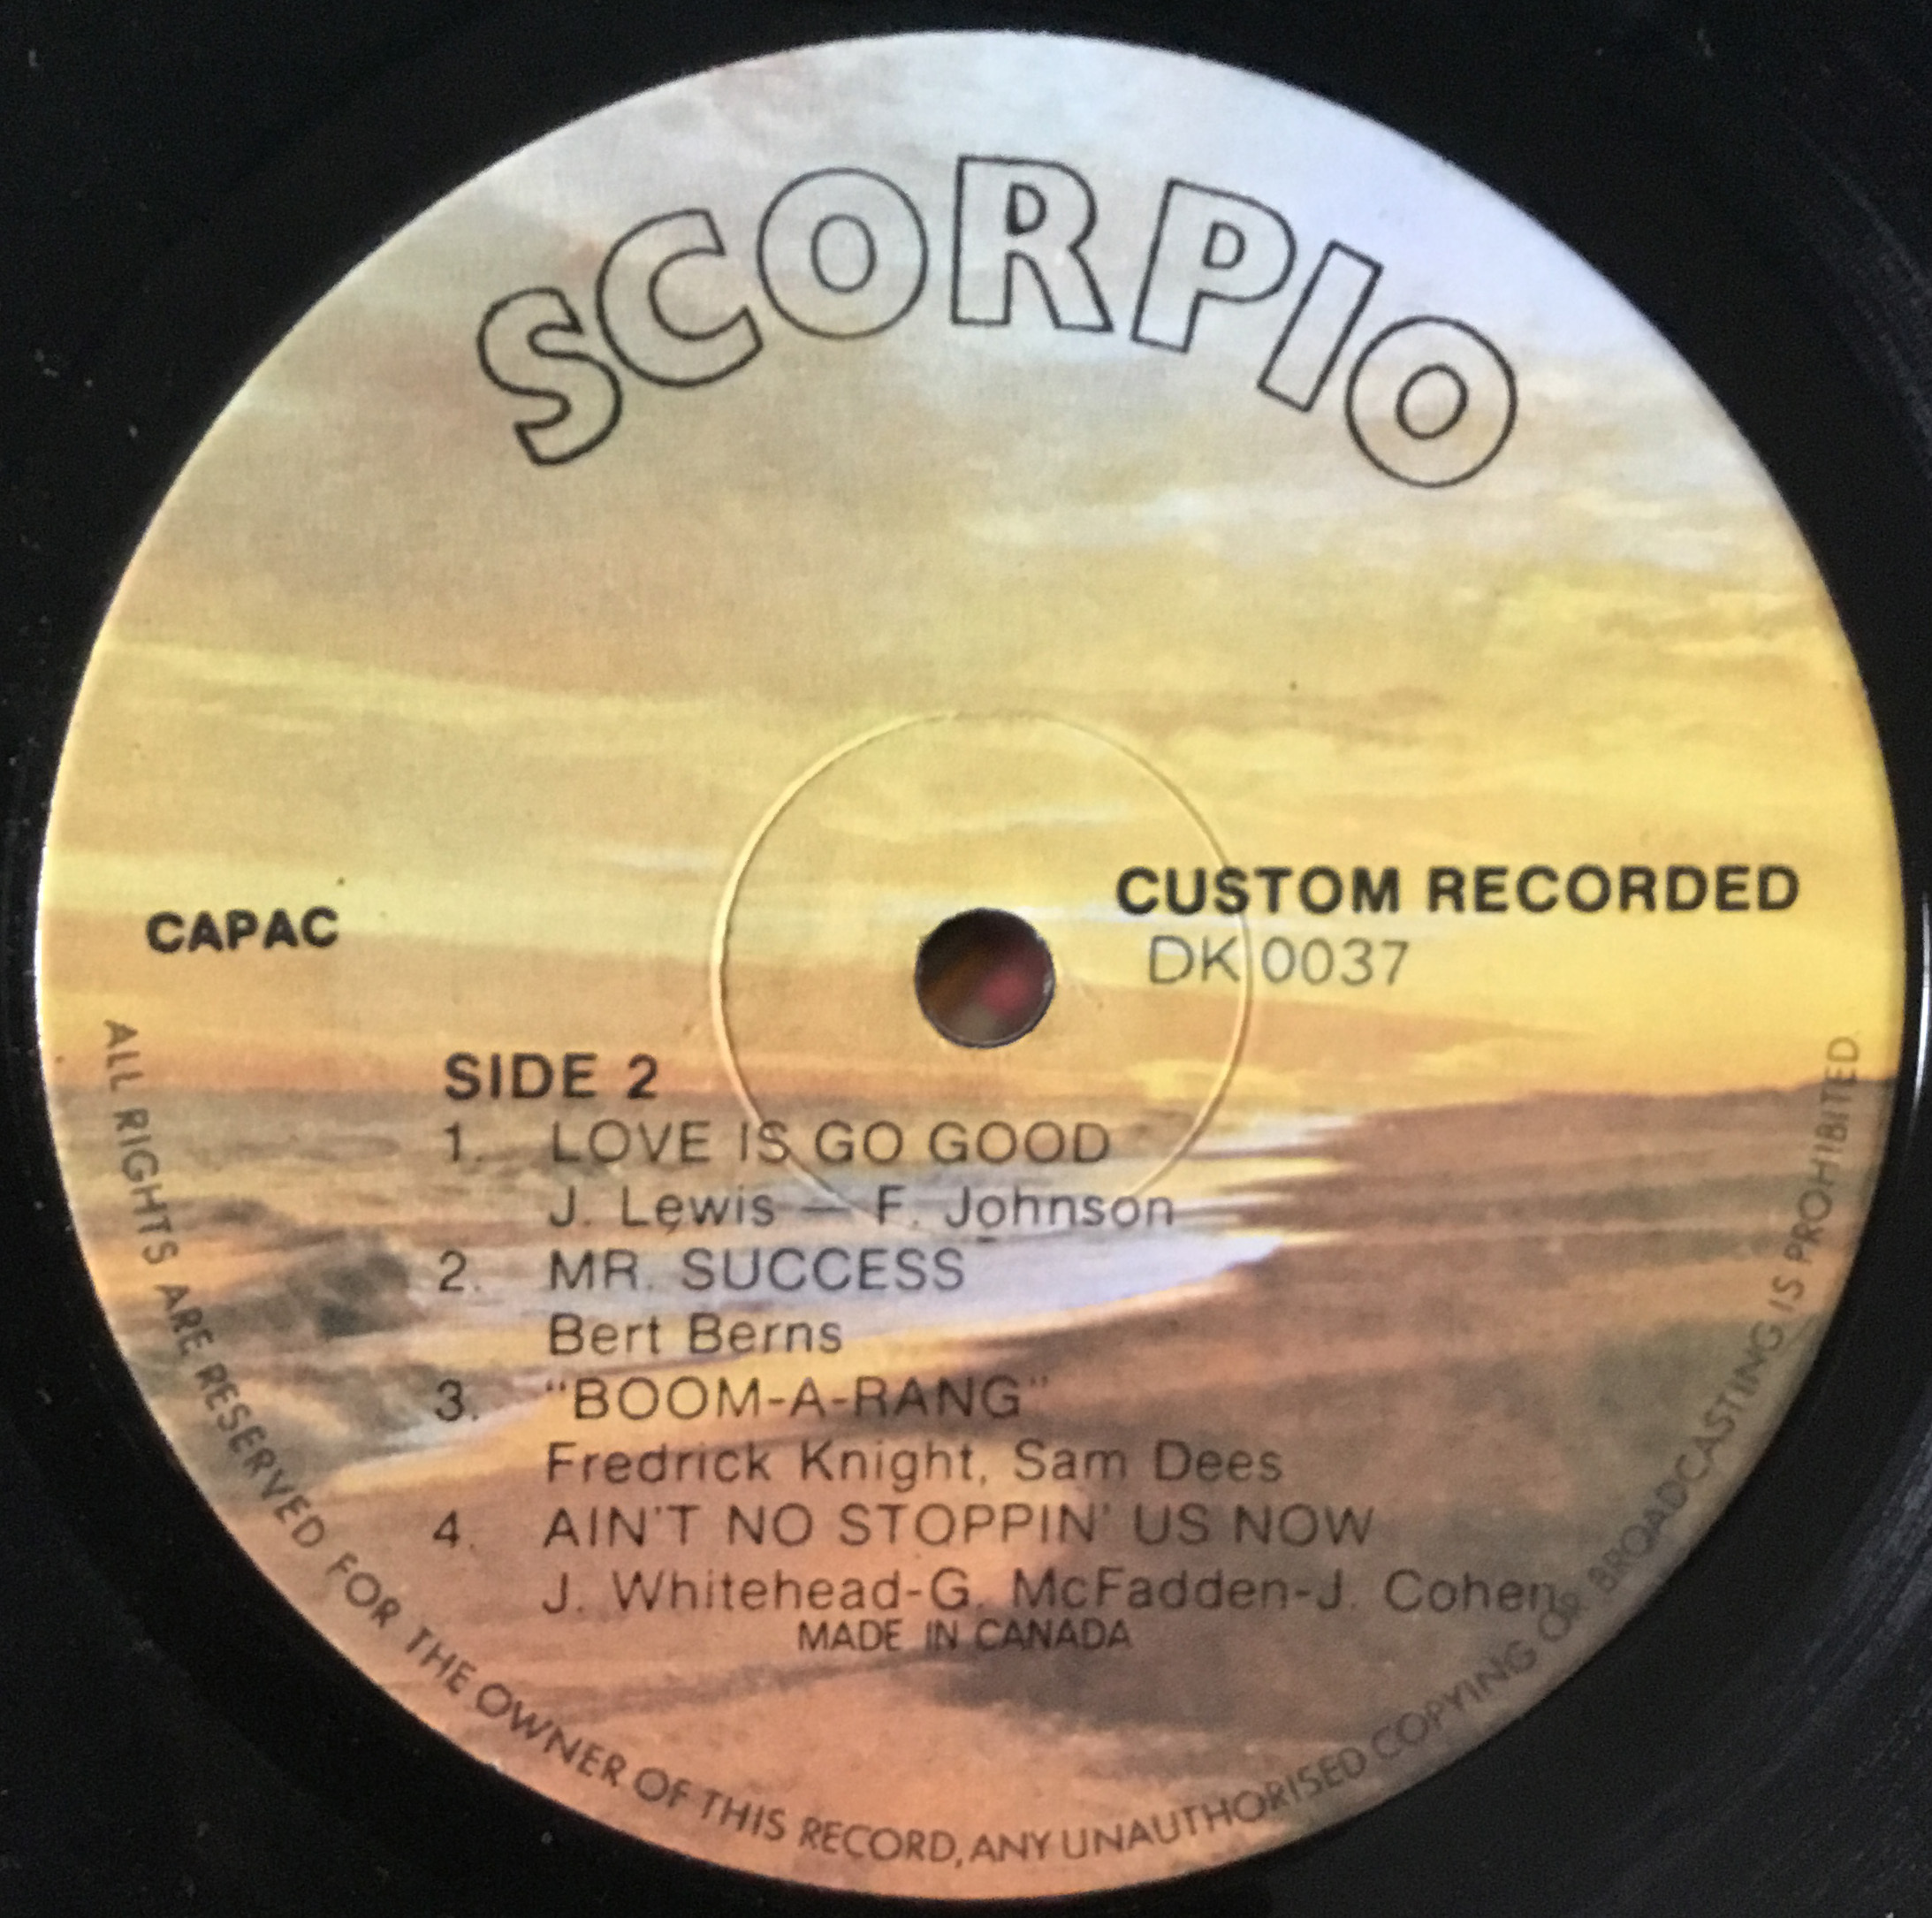 SCORPIO
CAPAC
CUSTOM RECORDED
DK 0037
SIDE 2
1. LOVE IS GO GOOD
J. Lewis — F. Johnson
2. MR. SUCCESS
Bert Berns
3. "BOOM-A-RANG"
Fredrick Knight, Sam Dees
4. AIN'T NO STOPPIN' US NOW
J. Whitehead-G. McFadden-J. Cohen
MADE IN CANADA
ALL RIGHTS ARE RESERVED FOR THE OWNER OF THIS RECORD, ANY UNAUTHORISED COPYING OR BROADCASTING IS PROHIBITED.